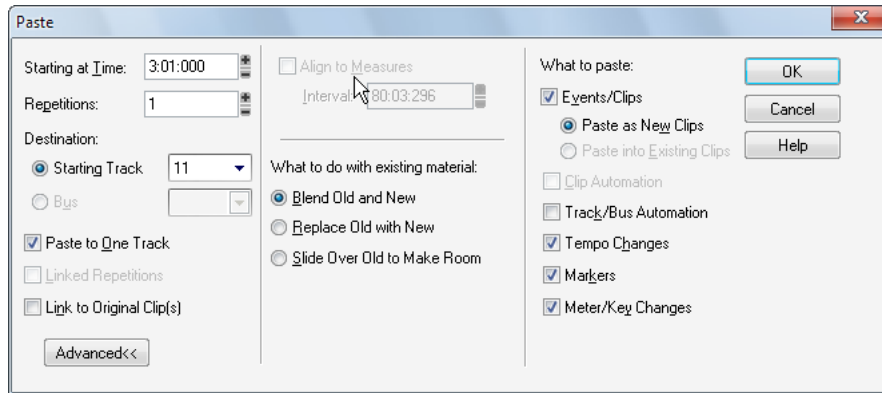 Paste
Starting at Time: 3:01:000
Repetitions: 1
Destination:
Starting Track 11
Bus
Paste to One Track
Linked Repetitions
Link to Original Clip(s)
Advanced<<
Align to Measures
Interval: 80:03:296
What to do with existing material:
Blend Old and New
Replace Old with New
Slide Over Old to Make Room
What to paste:
Events/Clips
Paste as New Clips
Paste into Existing Clips
Clip Automation
Track/Bus Automation
Tempo Changes
Markers
Meter/Key Changes
OK
Cancel
Help